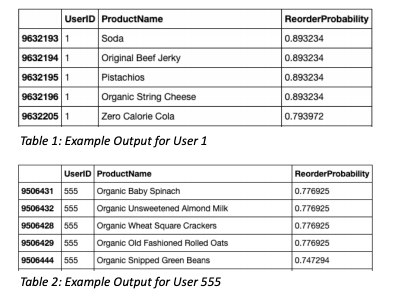 UserID ProductName ReorderProbability
9632193 1 Soda 0.893234
9632194 1 Original Beef Jerky 0.893234
9632195 1 Pistachios 0.893234
9632196 1 Organic String Cheese 0.893234
9632205 1 Zero Calorie Cola 0.793972
Table 1: Example Output for User 1
UserID ProductName ReorderProbability
9506431 555 Organic Baby Spinach 0.776925
9506432 555 Organic Unsweetened Almond Milk 0.776925
9506428 555 Organic Wheat Square Crackers 0.776925
9506429 555 Organic Old Fashioned Rolled Oats 0.776925
9506444 555 Organic Snipped Green Beans 0.747294
Table 2: Example Output for User 555